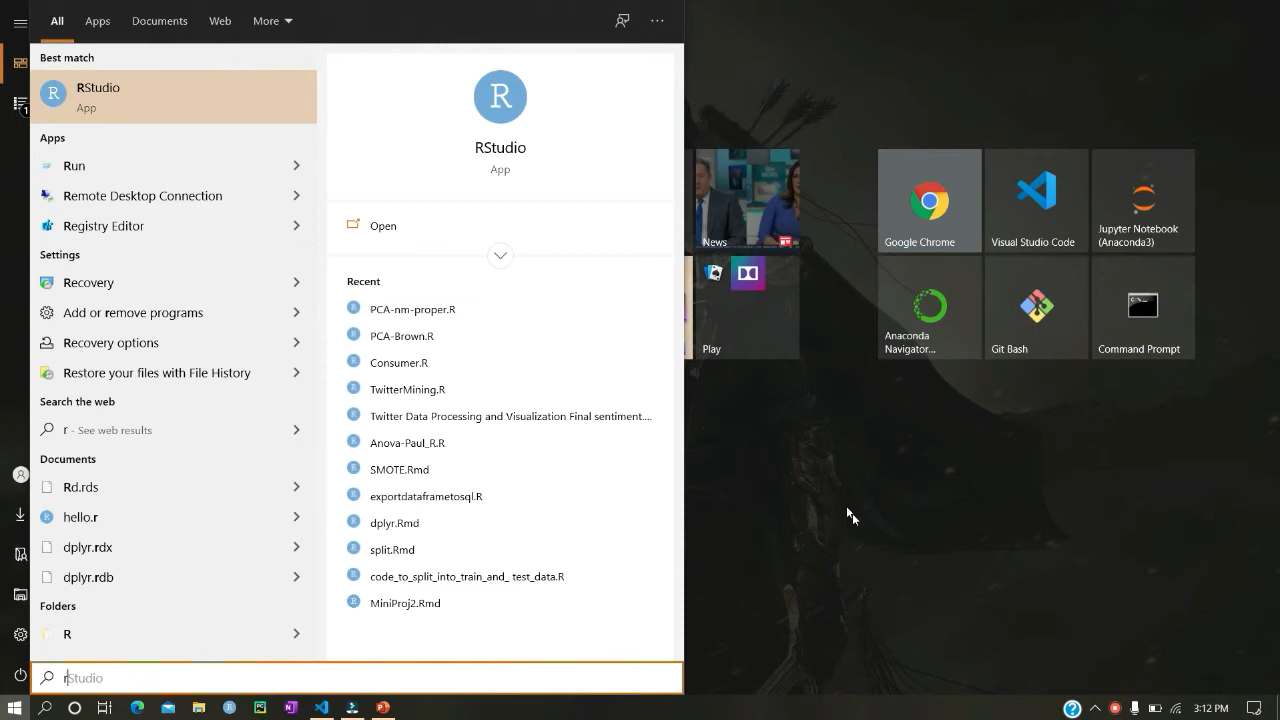 All Apps Documents Web More
Best match
R
RStudio
App
Apps
Run
Remote Desktop Connection
Registry Editor
Settings
Recovery
Add or remove programs
Recovery options
Restore your files with File History
Search the web
r - See web results
Documents
Rd.rds
hello.r
dplyr.rdx
dplyr.rdb
Folders
R
rStudio
R
RStudio
App
Open
Recent
PCA-nm-proper.R
PCA-Brown.R
Consumer.R
TwitterMining.R
Twitter Data Processing and Visualization Final sentiment....
Anova-Paul_R.R
SMOTE.Rmd
exportdataframetosql.R
dplyr.Rmd
split.Rmd
code_to_split_into_train_and_ test_data.R
MiniProj2.Rmd
News
Play
Google Chrome
Visual Studio Code
Jupyter Notebook
(Anaconda3)
Anaconda
Navigator...
Git Bash
Command Prompt
3:12 PM